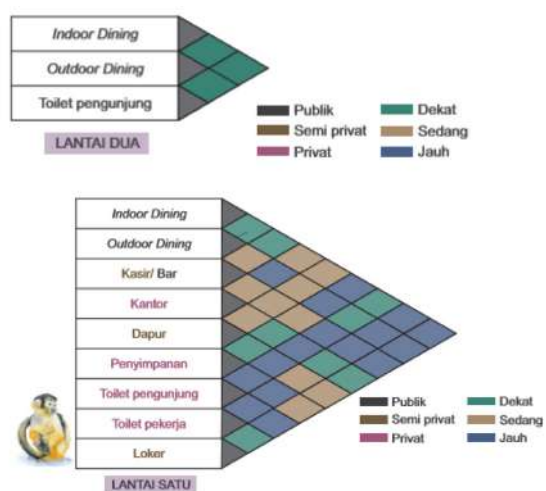 Indoor Dining
Outdoor Dining
Toilet pengunjung
LANTAI DUA
Publik
Dekat
Semi privat
Sedang
Privat
Jauh
Indoor Dining
Outdoor Dining
Kasir/ Bar
Kantor
Dapur
Penyimpanan
Toilet pengunjung
Toilet pekerja
Loker
LANTAI SATU
Publik
Dekat
Semi privat
Sedang
Privat
Jauh